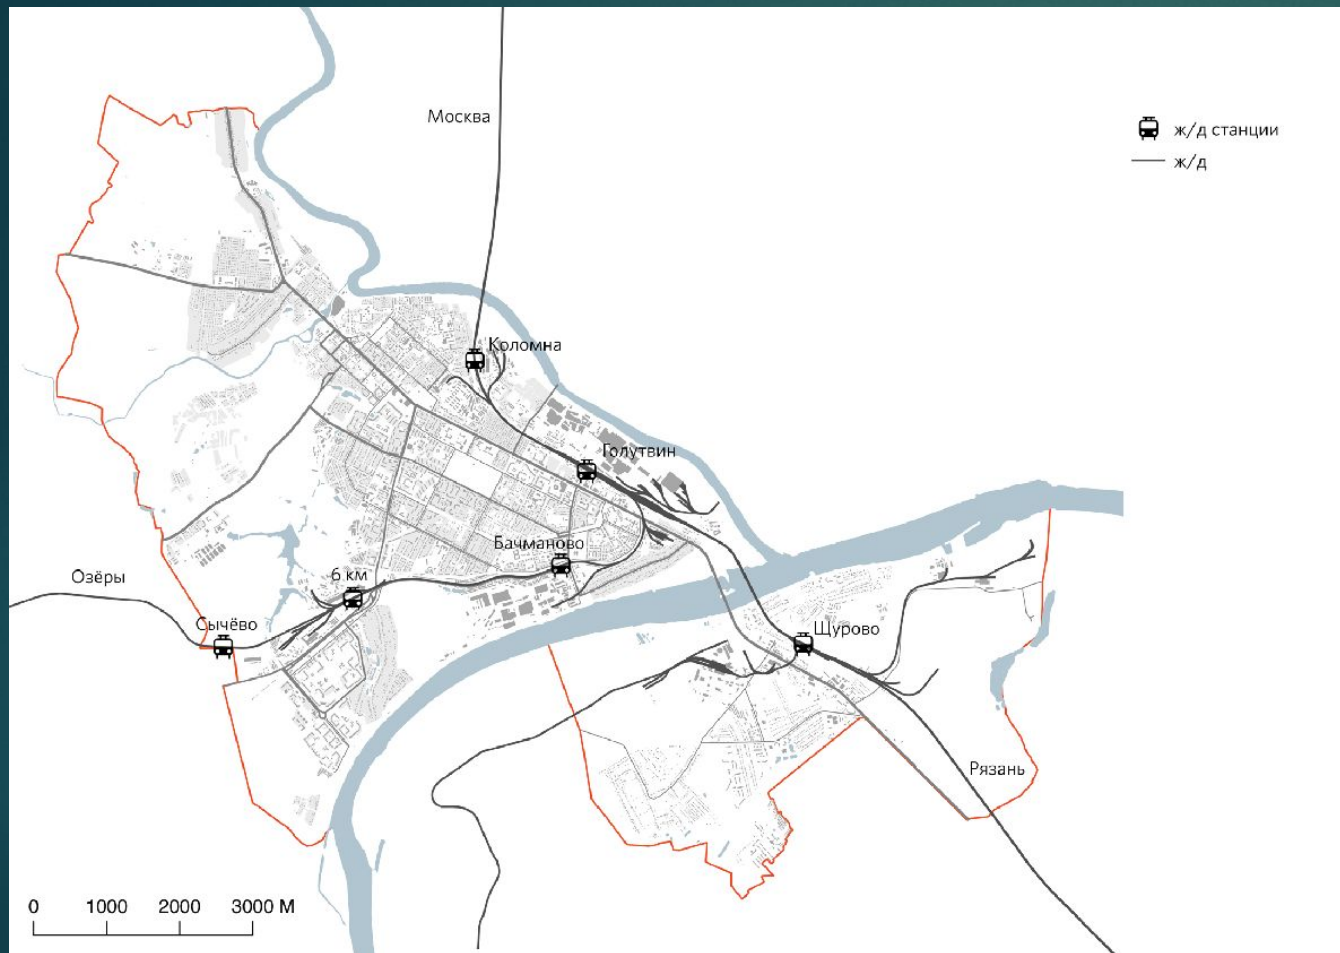 Москва
ж/д станции
ж/д
Коломна
Голутвин
Бачманово
6 км
Озёры
Сычёво
Щурово
Рязань
0 1000 2000 3000 М